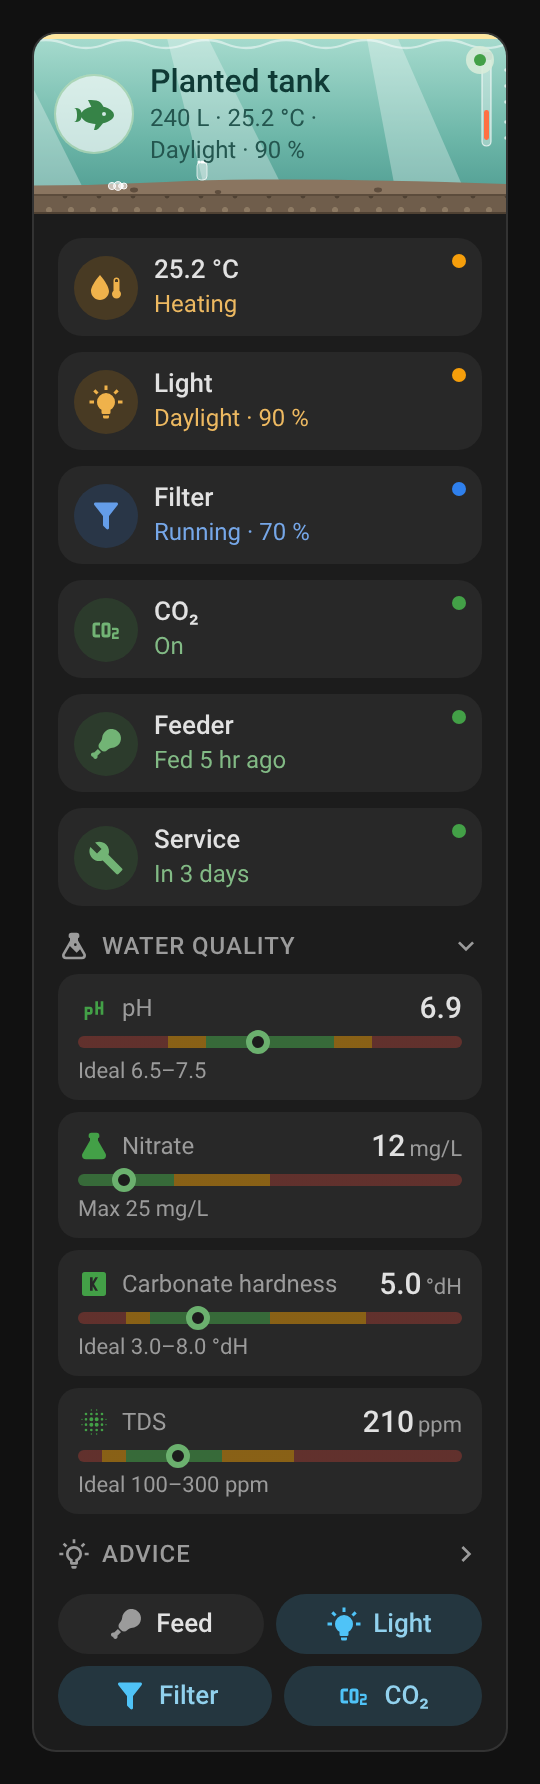 Planted tank
240 L · 25.2 °C ·
Daylight · 90 %
25.2 °C
Heating
Light
Daylight · 90 %
Filter
Running · 70 %
CO₂
CO₂
On
Feeder
Fed 5 hr ago
Service
In 3 days
WATER QUALITY
pH
pH
6.9
Ideal 6.5–7.5
Nitrate
12 mg/L
Max 25 mg/L
K
Carbonate hardness
5.0 °dH
Ideal 3.0–8.0 °dH
TDS
210 ppm
Ideal 100–300 ppm
ADVICE
Feed
Light
Filter
CO₂
CO₂